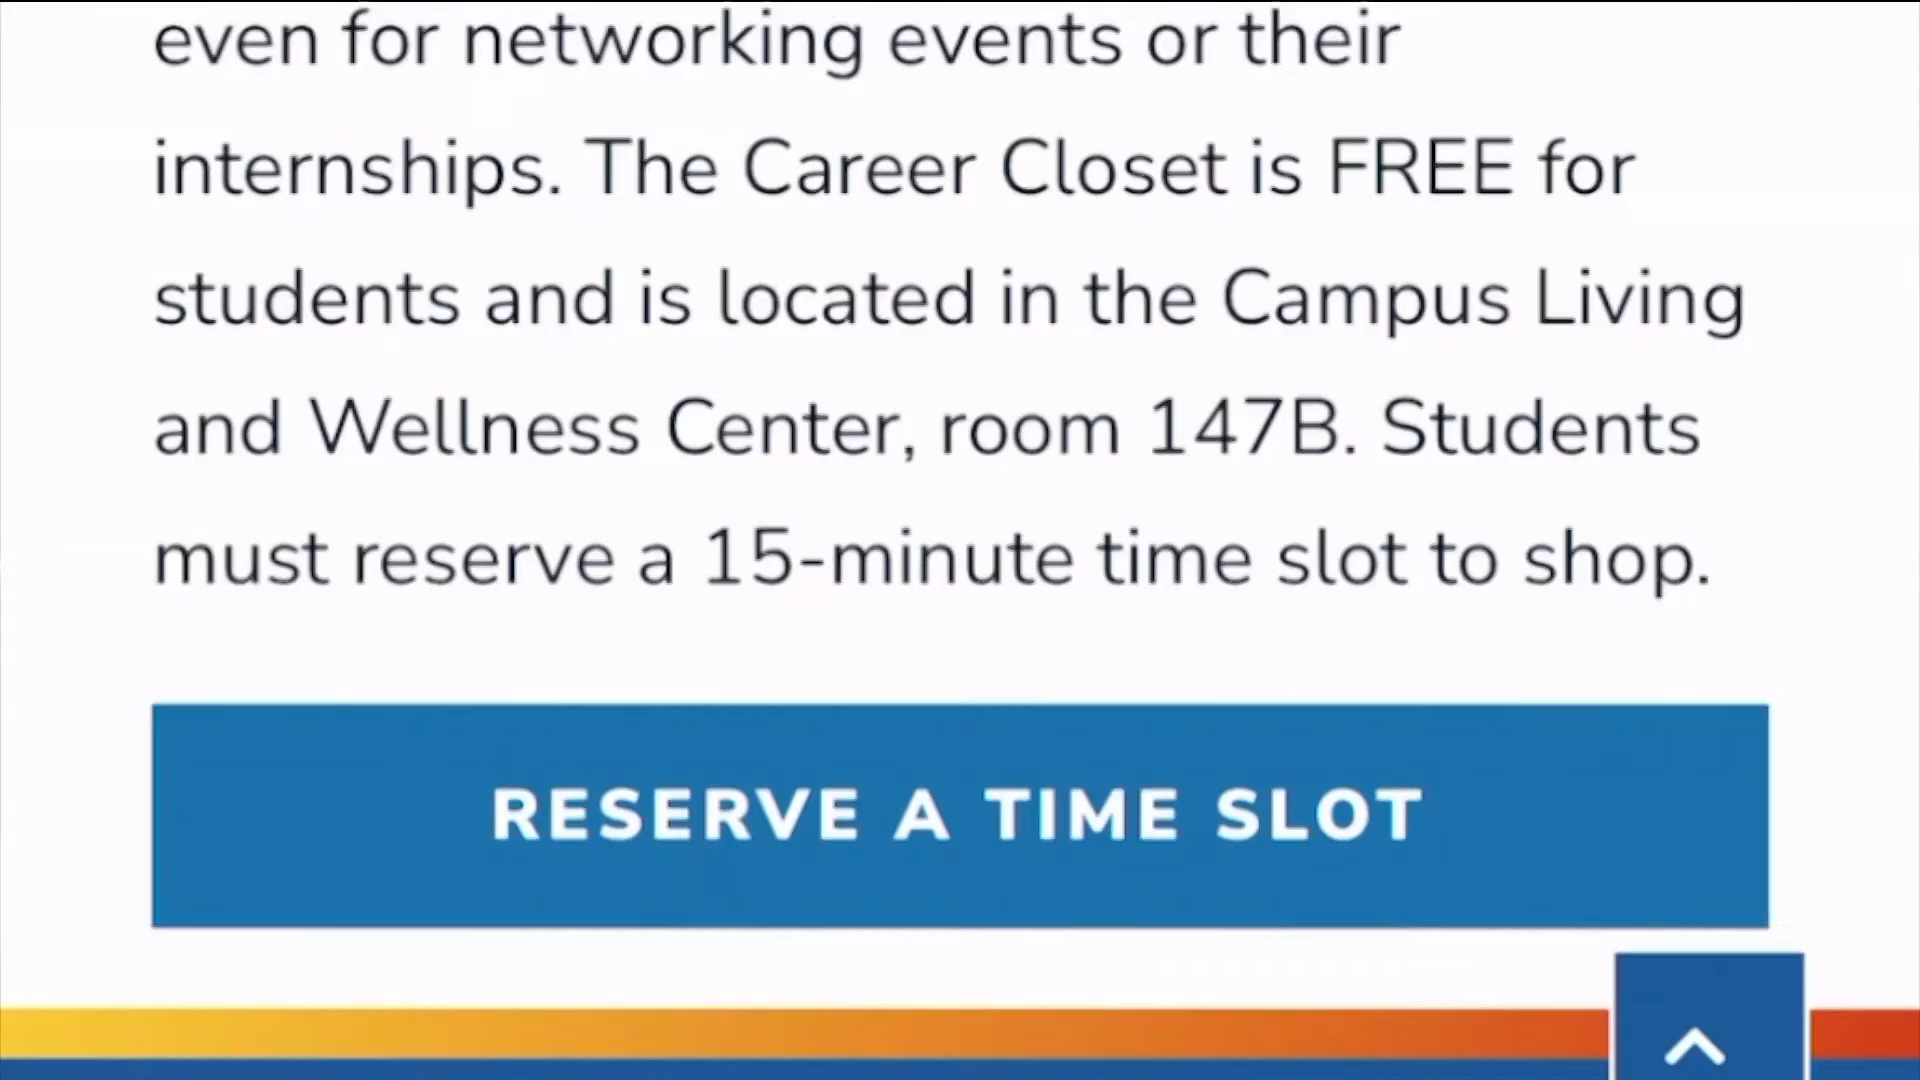 even for networking events or their
internships. The Career Closet is FREE for
students and is located in the Campus Living
and Wellness Center, room 147B. Students
must reserve a 15-minute time slot to shop.
RESERVE A TIME SLOT